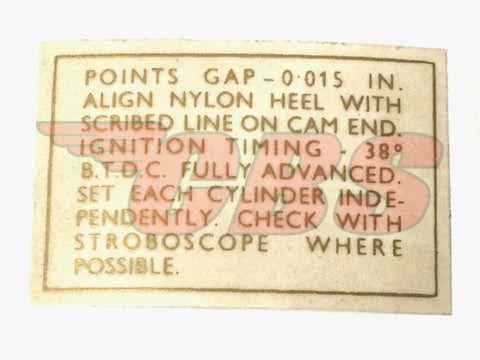 POINTS GAP - 0·015 IN.
ALIGN NYLON HEEL WITH
SCRIBED LINE ON CAM END.
IGNITION TIMING - 38°
B.T.D.C. FULLY ADVANCED.
SET EACH CYLINDER INDE-
PENDENTLY. CHECK WITH
STROBOSCOPE WHERE
POSSIBLE.
CBS